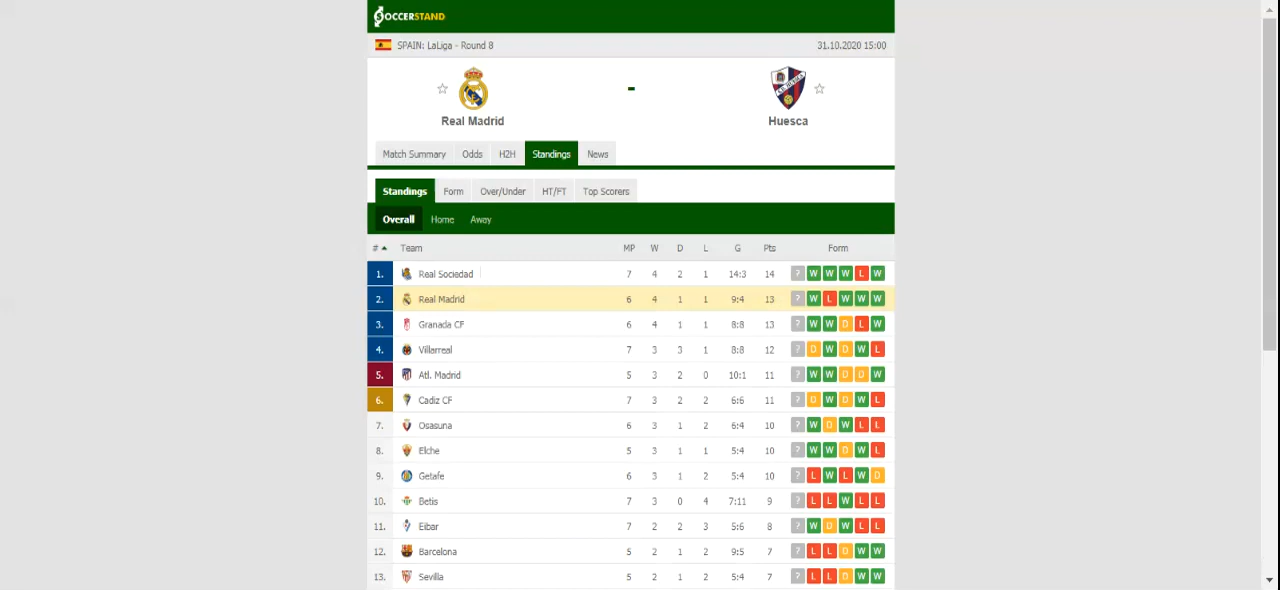 SOCCERSTAND
SPAIN: LaLiga - Round 8 31.10.2020 15:00
-
Real Madrid Huesca
Match Summary Odds H2H Standings News
Standings Form Over/Under HT/FT Top Scorers
Overall Home Away
# Team MP W D L G Pts Form
1. Real Sociedad 7 4 2 1 14:3 14 ? W W W L W
2. Real Madrid 6 4 1 1 9:4 13 ? W L W W W
3. Granada CF 6 4 1 1 8:8 13 ? W W D L W
4. Villarreal 7 3 3 1 8:8 12 ? D W D W L
5. Atl. Madrid 5 3 2 0 10:1 11 ? W W D D W
6. Cadiz CF 7 3 2 2 6:6 11 ? D W D W L
7. Osasuna 6 3 1 2 6:4 10 ? W D W L L
8. Elche 5 3 1 1 5:4 10 ? W W D W L
9. Getafe 6 3 1 2 5:4 10 ? L W L W D
10. Betis 7 3 0 4 7:11 9 ? L L W L L
11. Eibar 7 2 2 3 5:6 8 ? W D W L L
12. Barcelona 5 2 1 2 9:5 7 ? L L D W W
13. Sevilla 5 2 1 2 5:4 7 ? L L D W W